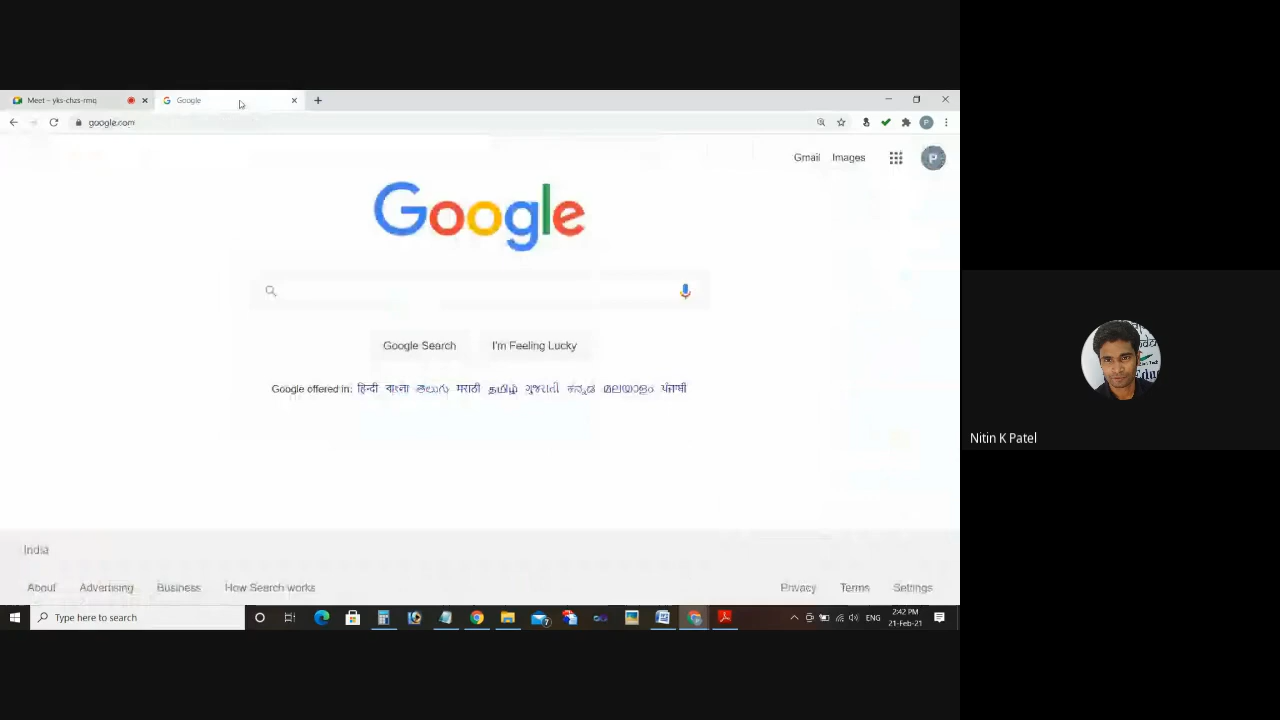 Meet – yks-chzs-rmq
Google
google.com
Gmail Images
P
Google
Google Search I'm Feeling Lucky
Google offered in: हिन्दी বাংলা తెలుగు मराठी தமிழ் ગુજરાતી ಕನ್ನಡ മലയാളം ਪੰਜਾਬੀ
Nitin K Patel
India
About Advertising Business How Search works Privacy Terms Settings
Type here to search
ENG
2:42 PM
21-Feb-21